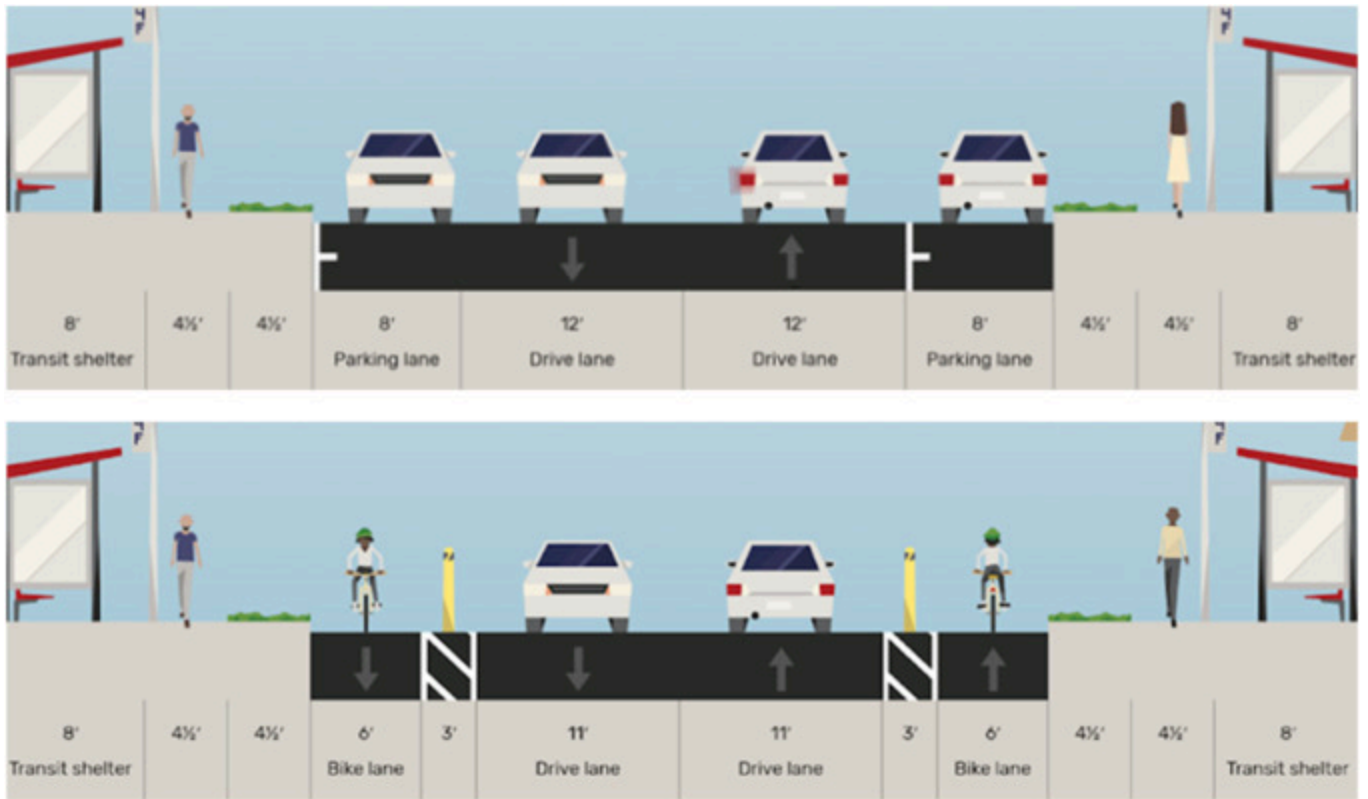 8' 4½' 4½' 8' 12' 12' 8' 4½' 4½' 8'
Transit shelter Parking lane Drive lane Drive lane Parking lane Transit shelter
8' 4½' 4½' 6' 3' 11' 11' 3' 6' 4½' 4½' 8'
Transit shelter Bike lane Drive lane Drive lane Bike lane Transit shelter